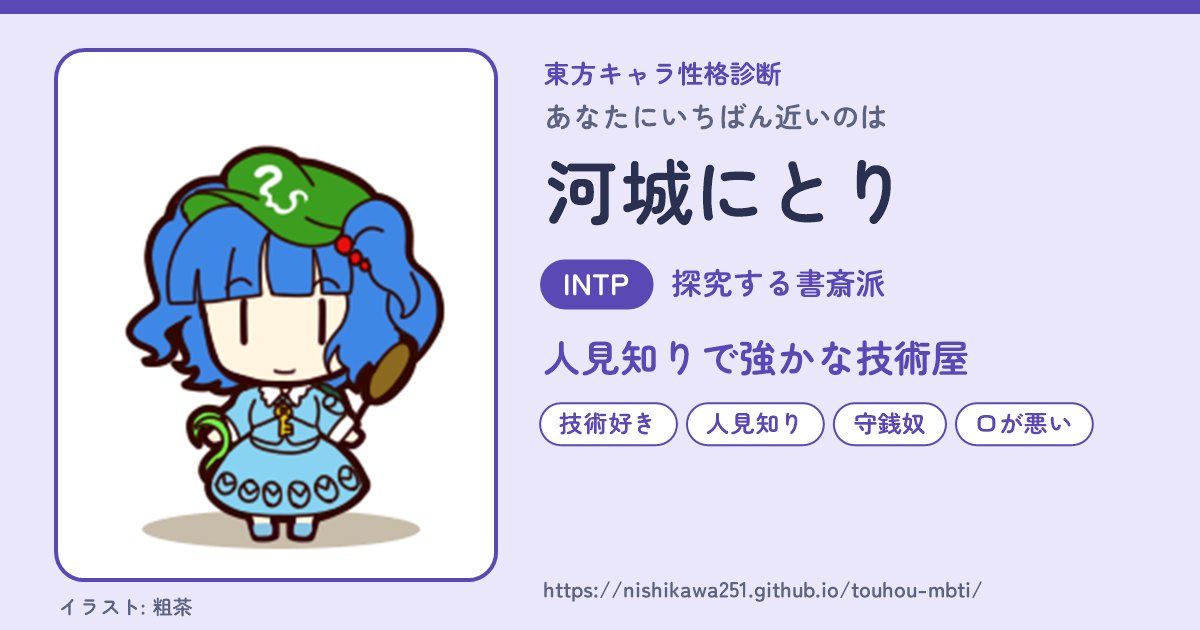 東方キャラ性格診断
あなたにいちばん近いのは
河城にとり
INTP 探究する書斎派
人見知りで強かな技術屋
技術好き 人見知り 守銭奴 口が悪い
https://nishikawa251.github.io/touhou-mbti/
イラスト: 粗茶